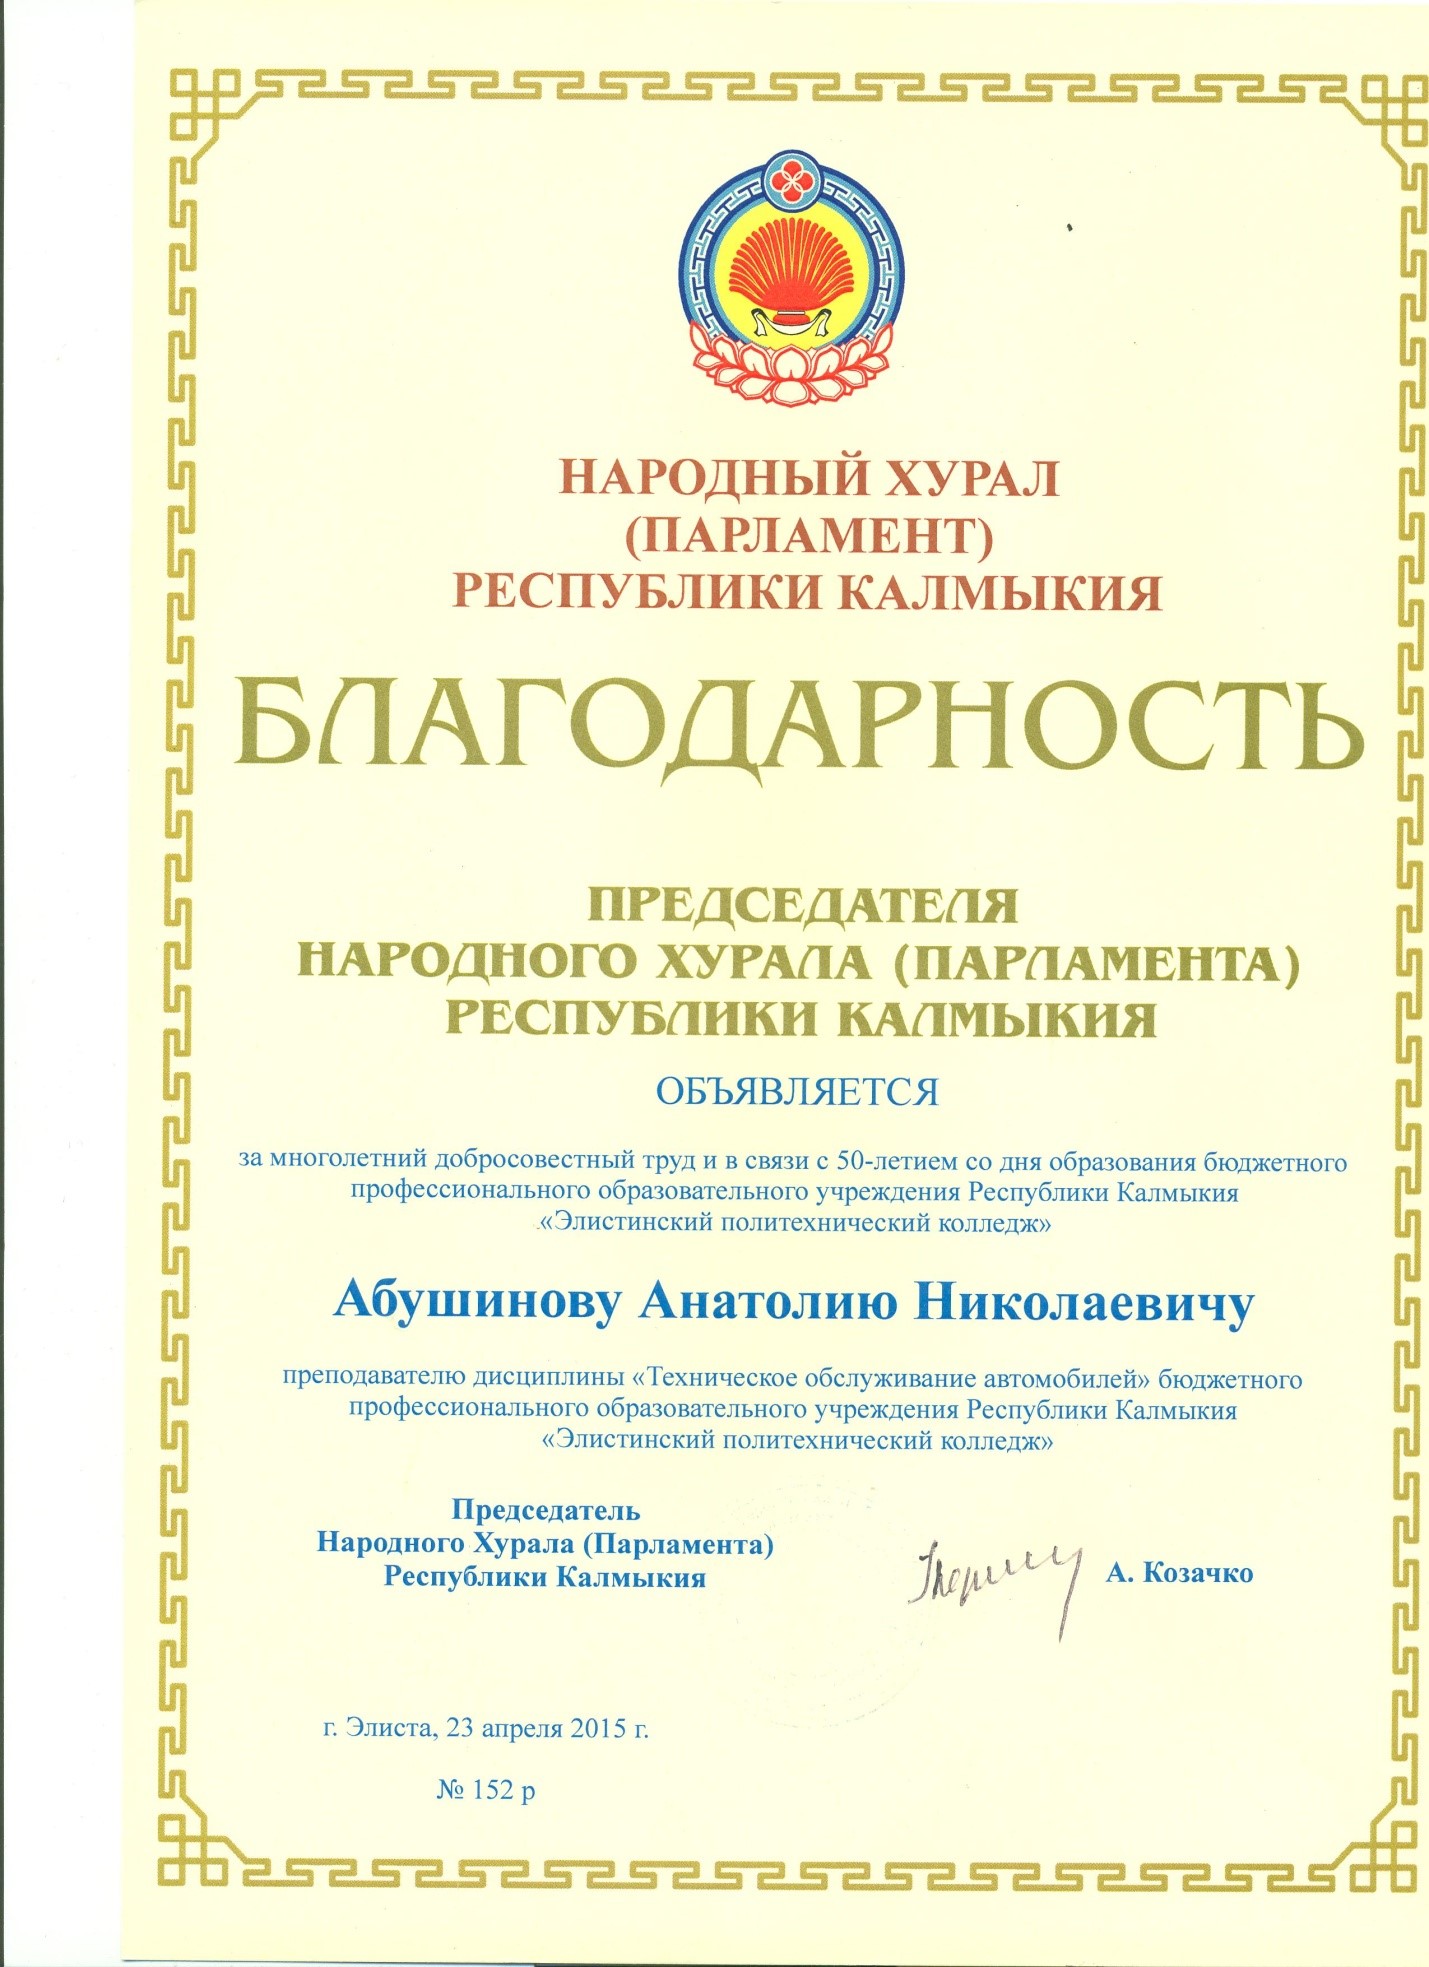 НАРОДНЫЙ ХУРАЛ
(ПАРЛАМЕНТ)
РЕСПУБЛИКИ КАЛМЫКИЯ
БЛАГОДАРНОСТЬ
ПРЕДСЕДАТЕЛЯ
НАРОДНОГО ХУРАЛА (ПАРЛАМЕНТА)
РЕСПУБЛИКИ КАЛМЫКИЯ
ОБЪЯВЛЯЕТСЯ
за многолетний добросовестный труд и в связи с 50-летием со дня образования бюджетного
профессионального образовательного учреждения Республики Калмыкия
«Элистинский политехнический колледж»
Абушинову Анатолию Николаевичу
преподавателю дисциплины «Техническое обслуживание автомобилей» бюджетного
профессионального образовательного учреждения Республики Калмыкия
«Элистинский политехнический колледж»
Председатель
Народного Хурала (Парламента)
Республики Калмыкия
А. Козачко
г. Элиста, 23 апреля 2015 г.
№ 152 р